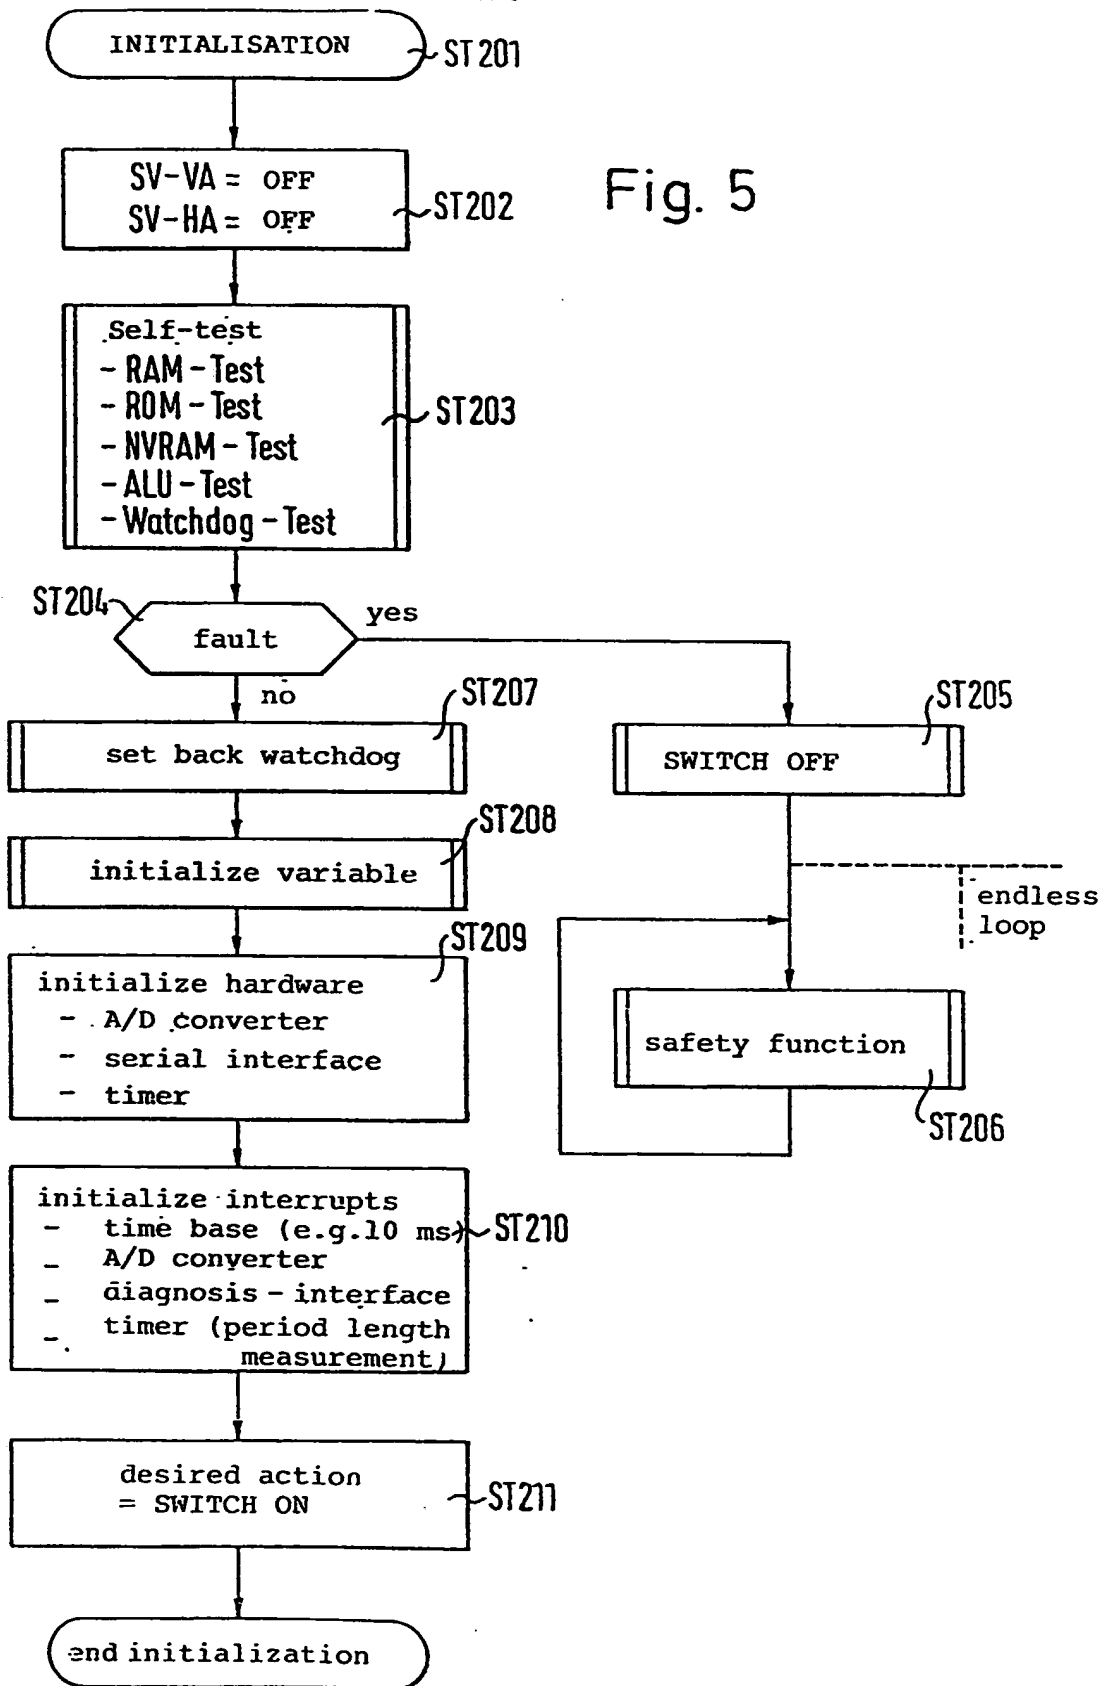 INITIALISATION
ST201
SV-VA = OFF
SV-HA = OFF
ST202
Fig. 5
Self-test
- RAM - Test
- ROM - Test
- NVRAM - Test
- ALU - Test
- Watchdog - Test
ST203
ST204
fault
yes
no
ST207
set back watchdog
ST205
SWITCH OFF
ST208
initialize variable
endless
loop
ST209
initialize hardware
- A/D converter
- serial interface
- timer
safety function
ST206
initialize interrupts
- time base (e.g.10 ms)
- A/D converter
- diagnosis - interface
- timer (period length
measurement)
ST210
desired action
= SWITCH ON
ST211
end initialization